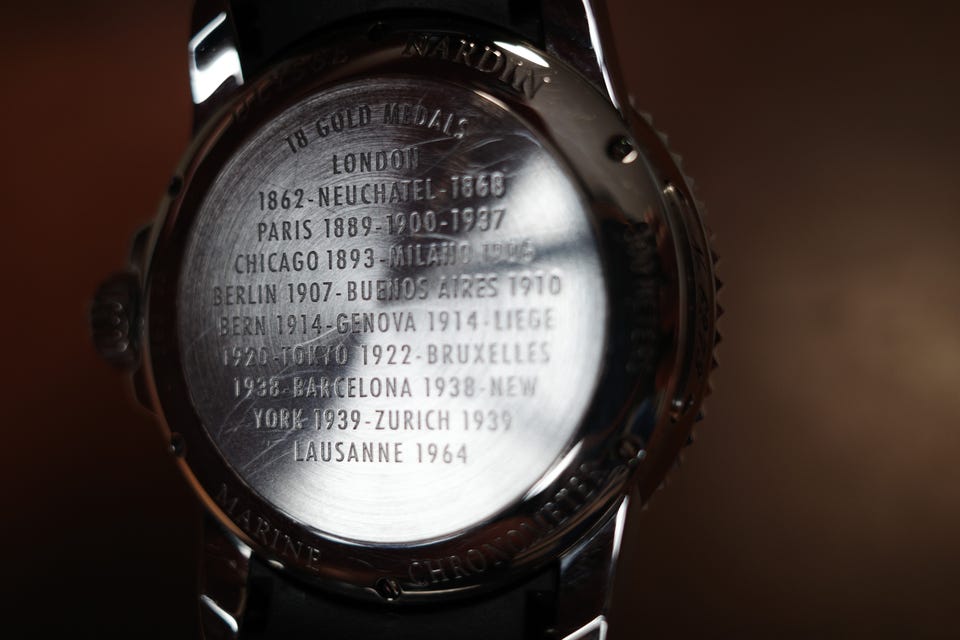 NARDIN
18 GOLD MEDALS
LONDON
1862-NEUCHATEL-1868
PARIS 1889-1900-1937
CHICAGO 1893-MILANO 1906
BERLIN 1907-BUENOS AIRES 1910
BERN 1914-GENOVA 1914-LIEGE
1920-TOKYO 1922-BRUXELLES
1938-BARCELONA 1938-NEW
YORK 1939-ZURICH 1939
LAUSANNE 1964
MARINE CHRONOMETER